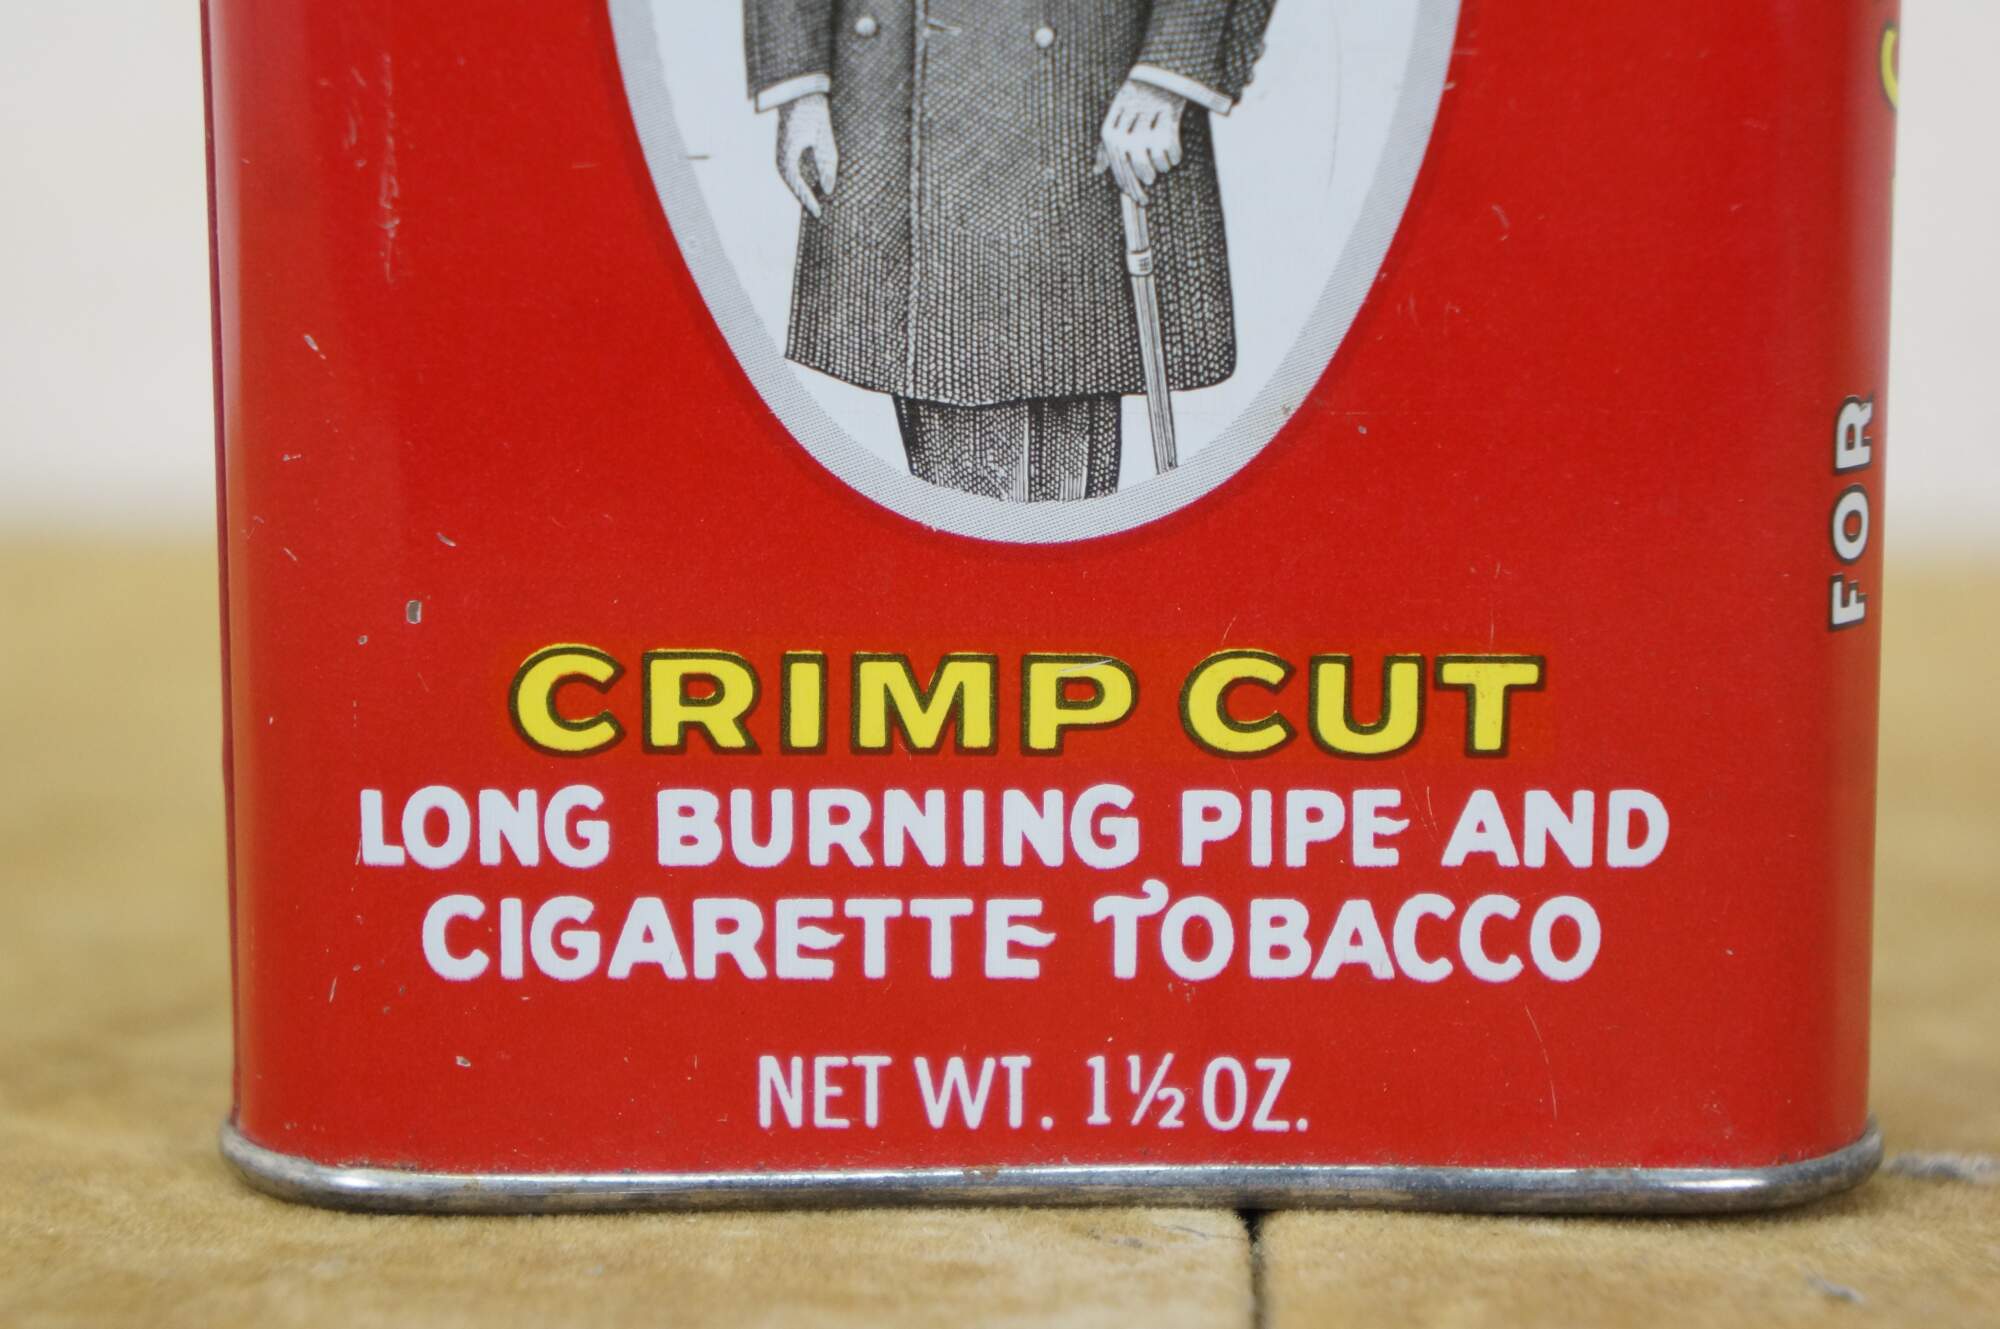 CRIMP CUT
LONG BURNING PIPE AND
CIGARETTE TOBACCO
NET WT. 1½ OZ.
FOR